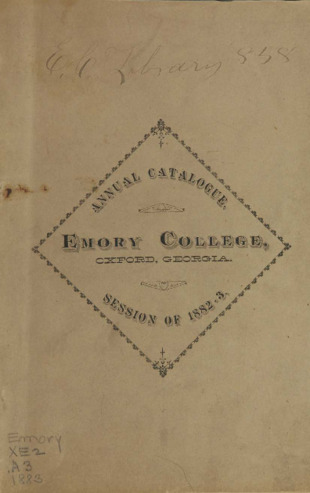 E. C. Library 858
ANNUAL CATALOGUE.
EMORY COLLEGE,
OXFORD, GEORGIA.
SESSION OF 1882-3.
Emory
XE2
.A3
1883